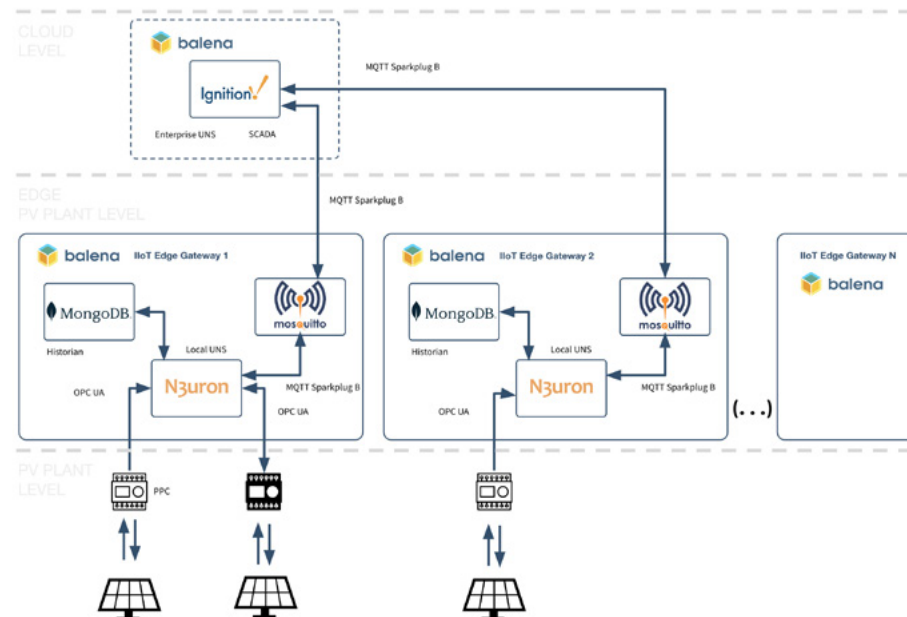 CLOUD
LEVEL
balena
Ignition!
MQTT Sparkplug B
Enterprise UNS
SCADA
MQTT Sparkplug B
EDGE
PV PLANT LEVEL
balena
IIoT Edge Gateway 1
MongoDB.
mosquitto
Historian
Local UNS
N3uron
MQTT Sparkplug B
OPC UA
OPC UA
balena
IIoT Edge Gateway 2
MongoDB.
mosquitto
Historian
Local UNS
N3uron
MQTT Sparkplug B
OPC UA
(...)
IIoT Edge Gateway N
balena
PV PLANT
LEVEL
PPC